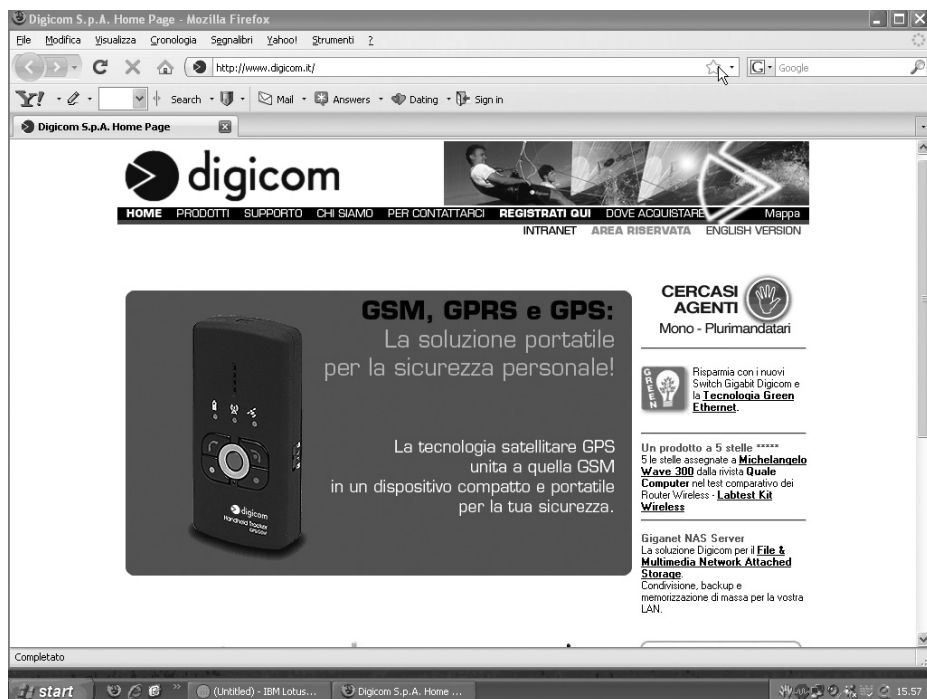 Digicom S.p.A. Home Page - Mozilla Firefox
File Modifica Visualizza Cronologia Segnalibri Yahoo! Strumenti ?
http://www.digicom.it/
G Google
Y! Search Mail Answers Dating Sign in
Digicom S.p.A. Home Page
digicom
HOME PRODOTTI SUPPORTO CHI SIAMO PER CONTATTARCI REGISTRATI QUI DOVE ACQUISTARE Mappa
INTRANET AREA RISERVATA ENGLISH VERSION
GSM, GPRS e GPS:
La soluzione portatile
per la sicurezza personale!
La tecnologia satellitare GPS
unita a quella GSM
in un dispositivo compatto e portatile
per la tua sicurezza.
digicom
Handheld Tracker
GPS/GSM
CERCASI
AGENTI
Mono - Plurimandatari
GREEN
Risparmia con i nuovi
Switch Gigabit Digicom e
la Tecnologia Green
Ethernet.
Un prodotto a 5 stelle *****
5 le stelle assegnate a Michelangelo
Wave 300 dalla rivista Quale
Computer nel test comparativo dei
Router Wireless - Labtest Kit
Wireless
Giganet NAS Server
La soluzione Digicom per il File &
Multimedia Network Attached
Storage.
Condivisione, backup e
memorizzazione di massa per la vostra
LAN.
Completato
start (Untitled) - IBM Lotus... Digicom S.p.A. Home ... 15.57